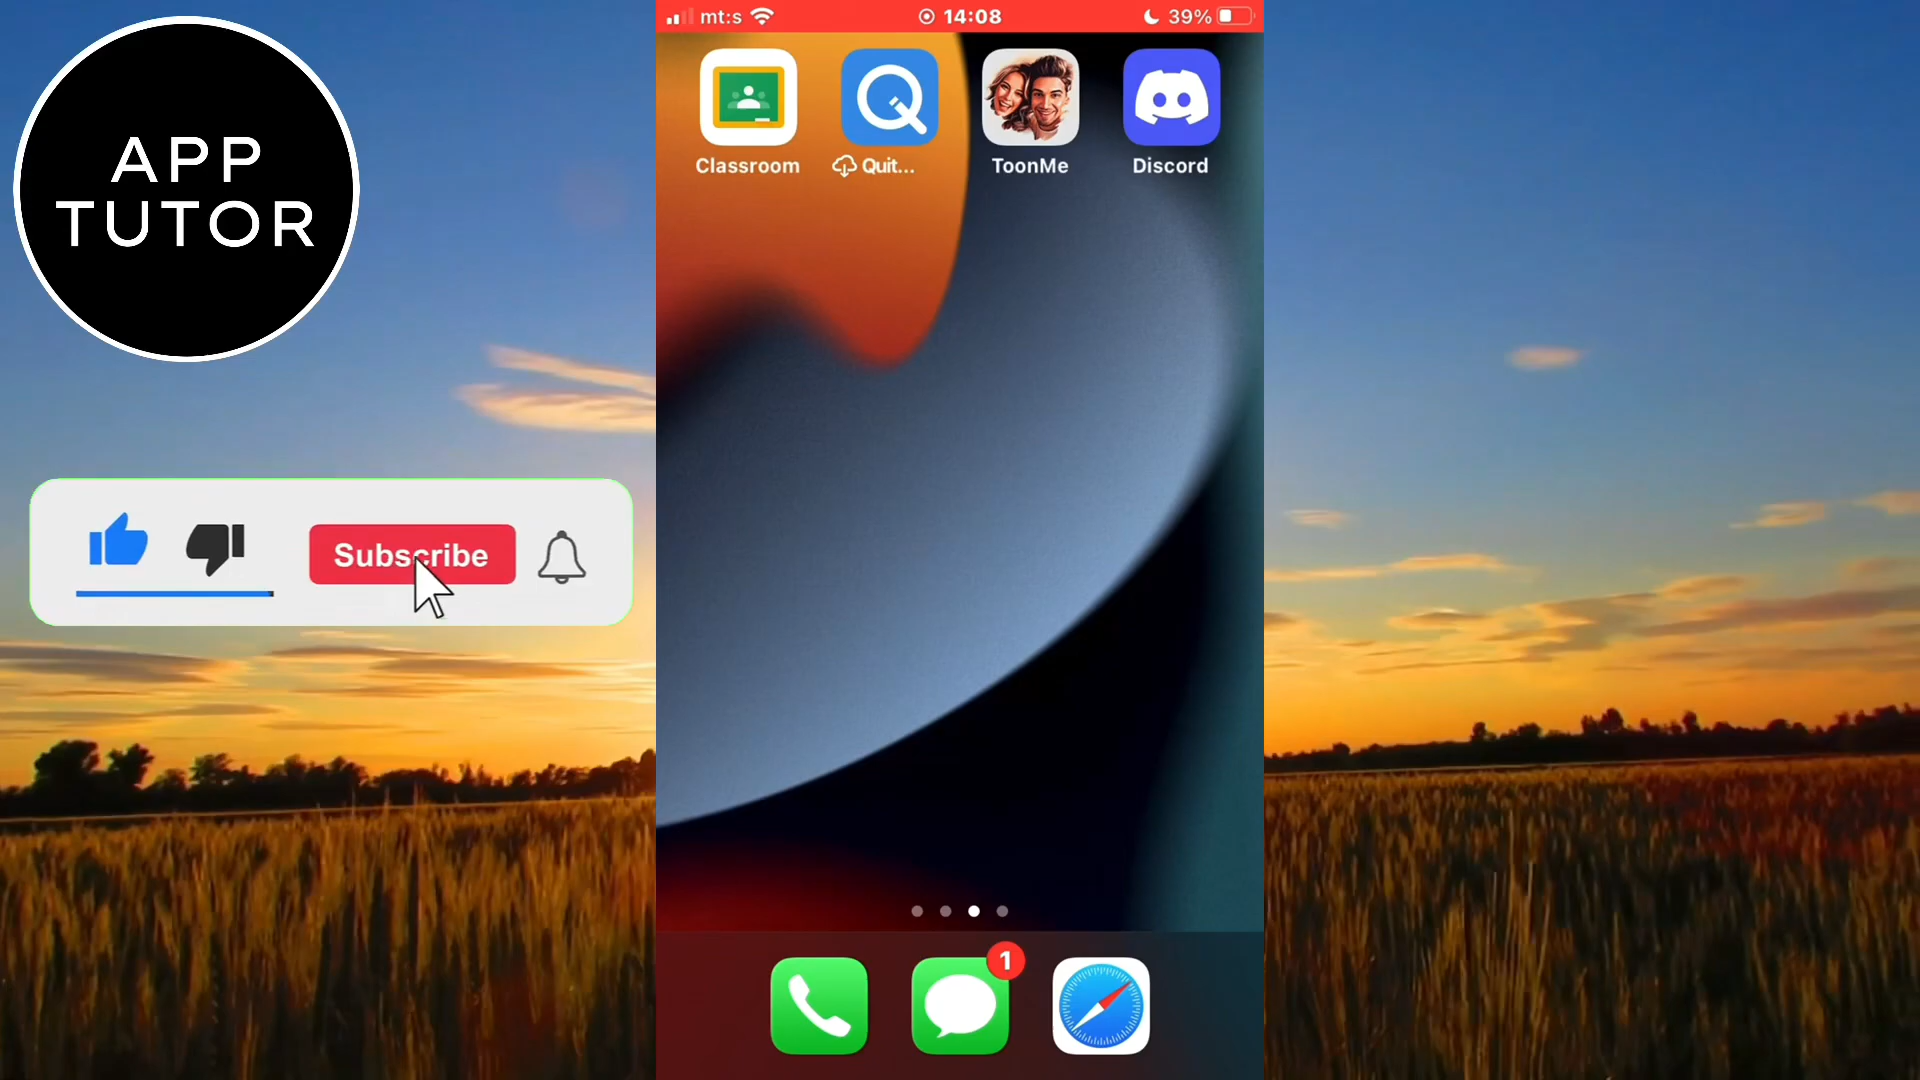 APP
TUTOR
Subscribe
mt:s
14:08
39%
Classroom
Quit...
ToonMe
Discord
1